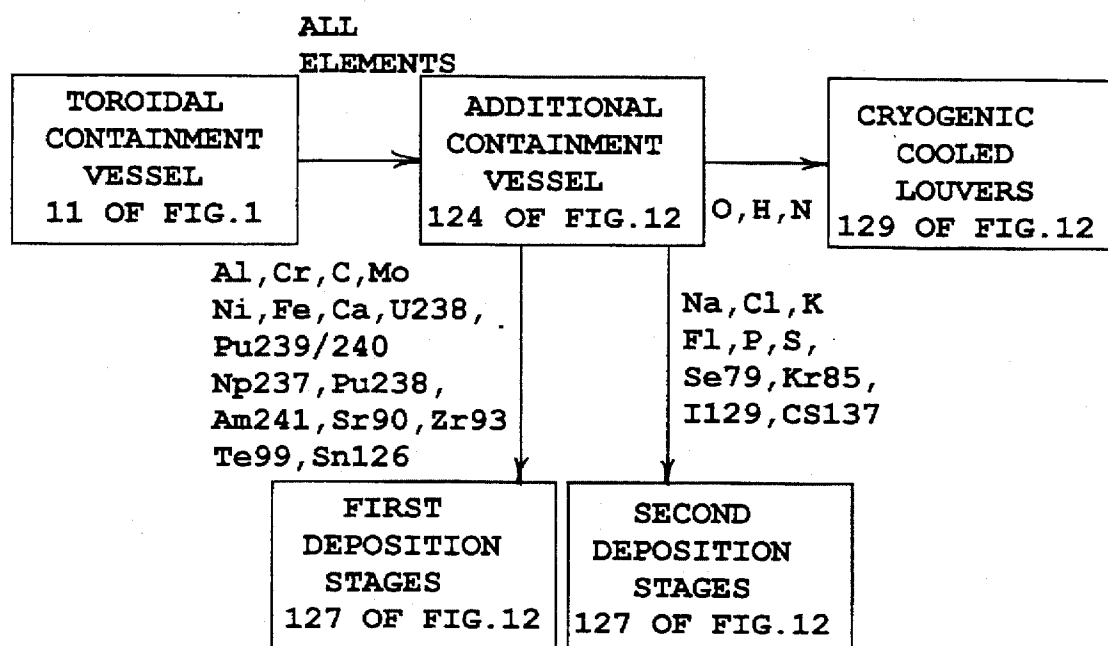 ALL
ELEMENTS
TOROIDAL
CONTAINMENT
VESSEL
11 OF FIG.1
ADDITIONAL
CONTAINMENT
VESSEL
124 OF FIG.12
CRYOGENIC
COOLED
LOUVERS
129 OF FIG.12
O,H,N
Al,Cr,C,Mo
Ni,Fe,Ca,U238,
Pu239/240
Np237,Pu238,
Am241,Sr90,Zr93
Te99,Sn126
Na,Cl,K
Fl,P,S,
Se79,Kr85,
I129,CS137
FIRST
DEPOSITION
STAGES
127 OF FIG.12
SECOND
DEPOSITION
STAGES
127 OF FIG.12